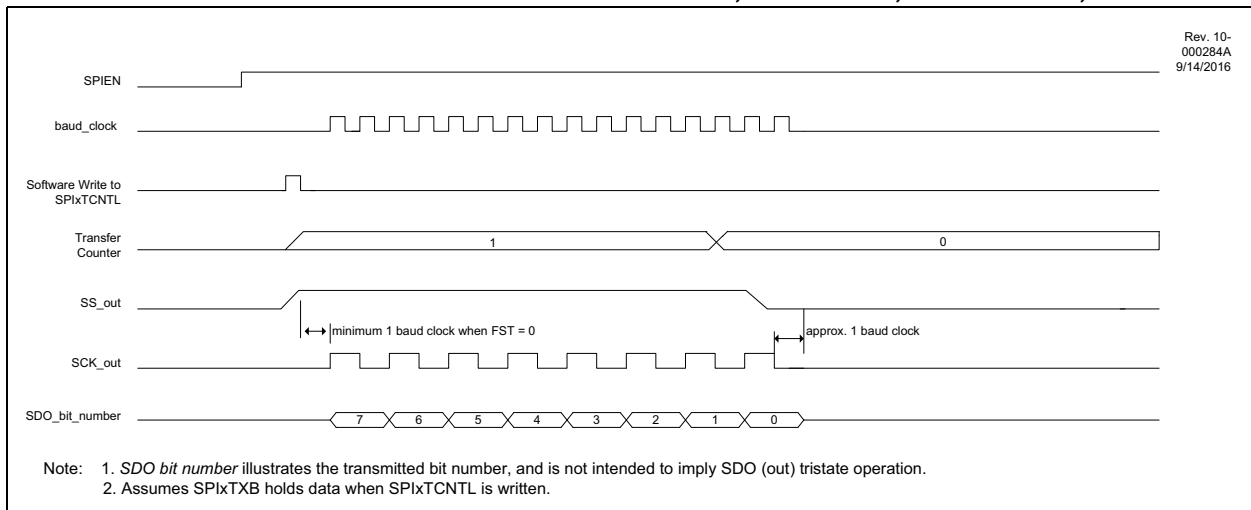 Rev. 10-
000284A
9/14/2016
SPIEN
baud_clock
Software Write to
SPIxTCNTL
Transfer
Counter
1
0
SS_out
minimum 1 baud clock when FST = 0
approx. 1 baud clock
SCK_out
SDO_bit_number
7 6 5 4 3 2 1 0
Note: 1. SDO bit number illustrates the transmitted bit number, and is not intended to imply SDO (out) tristate operation.
2. Assumes SPIxTXB holds data when SPIxTCNTL is written.